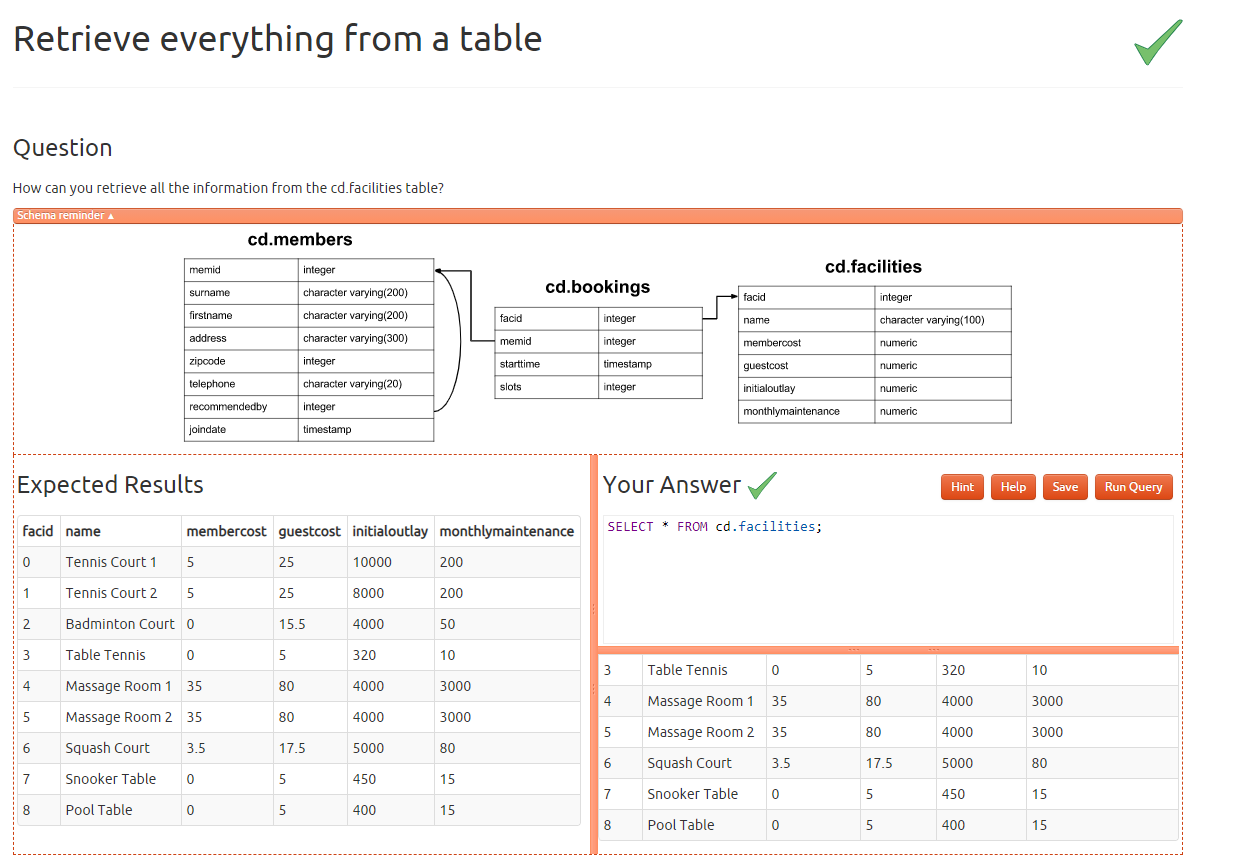 Retrieve everything from a table
Question
How can you retrieve all the information from the cd.facilities table?
Schema reminder ▲
cd.members
memid integer
surname character varying(200)
firstname character varying(200)
address character varying(300)
zipcode integer
telephone character varying(20)
recommendedby integer
joindate timestamp
cd.bookings
facid integer
memid integer
starttime timestamp
slots integer
cd.facilities
facid integer
name character varying(100)
membercost numeric
guestcost numeric
initialoutlay numeric
monthlymaintenance numeric
Expected Results
facid name membercost guestcost initialoutlay monthlymaintenance
0 Tennis Court 1 5 25 10000 200
1 Tennis Court 2 5 25 8000 200
2 Badminton Court 0 15.5 4000 50
3 Table Tennis 0 5 320 10
4 Massage Room 1 35 80 4000 3000
5 Massage Room 2 35 80 4000 3000
6 Squash Court 3.5 17.5 5000 80
7 Snooker Table 0 5 450 15
8 Pool Table 0 5 400 15
Your Answer
Hint Help Save Run Query
SELECT * FROM cd.facilities;
3 Table Tennis 0 5 320 10
4 Massage Room 1 35 80 4000 3000
5 Massage Room 2 35 80 4000 3000
6 Squash Court 3.5 17.5 5000 80
7 Snooker Table 0 5 450 15
8 Pool Table 0 5 400 15